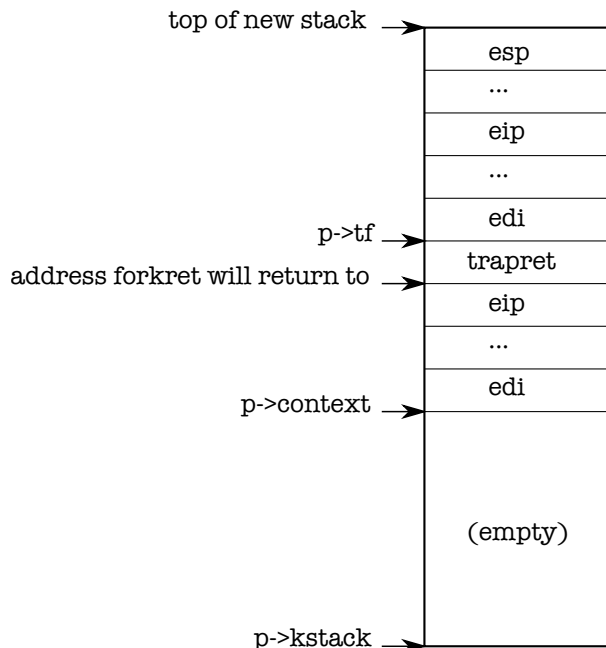 top of new stack
esp
...
eip
...
edi
p->tf
trapret
address forkret will return to
eip
...
edi
p->context
(empty)
p->kstack